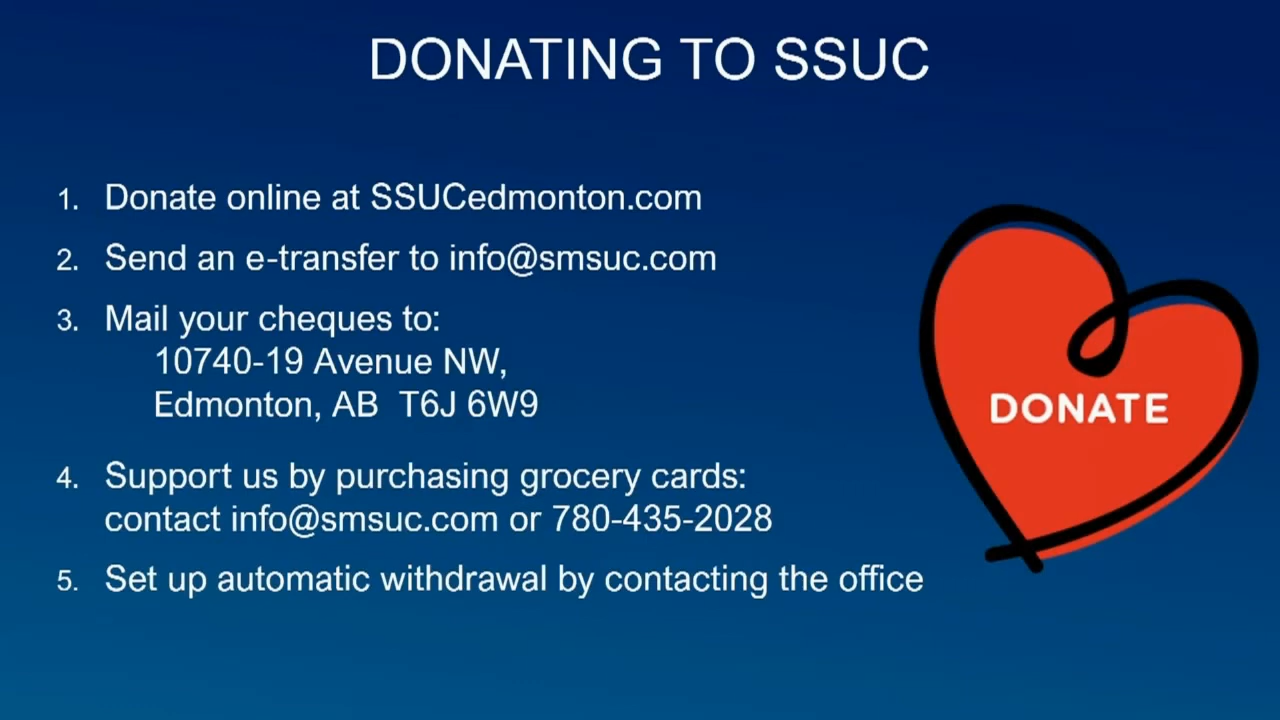 DONATING TO SSUC
1. Donate online at SSUCedmonton.com
2. Send an e-transfer to info@smsuc.com
3. Mail your cheques to:
10740-19 Avenue NW,
Edmonton, AB T6J 6W9
4. Support us by purchasing grocery cards:
contact info@smsuc.com or 780-435-2028
5. Set up automatic withdrawal by contacting the office
DONATE